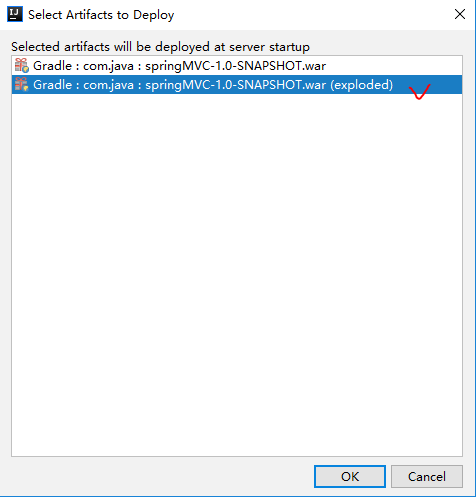 Select Artifacts to Deploy
Selected artifacts will be deployed at server startup
Gradle : com.java : springMVC-1.0-SNAPSHOT.war
Gradle : com.java : springMVC-1.0-SNAPSHOT.war (exploded)
OK
Cancel